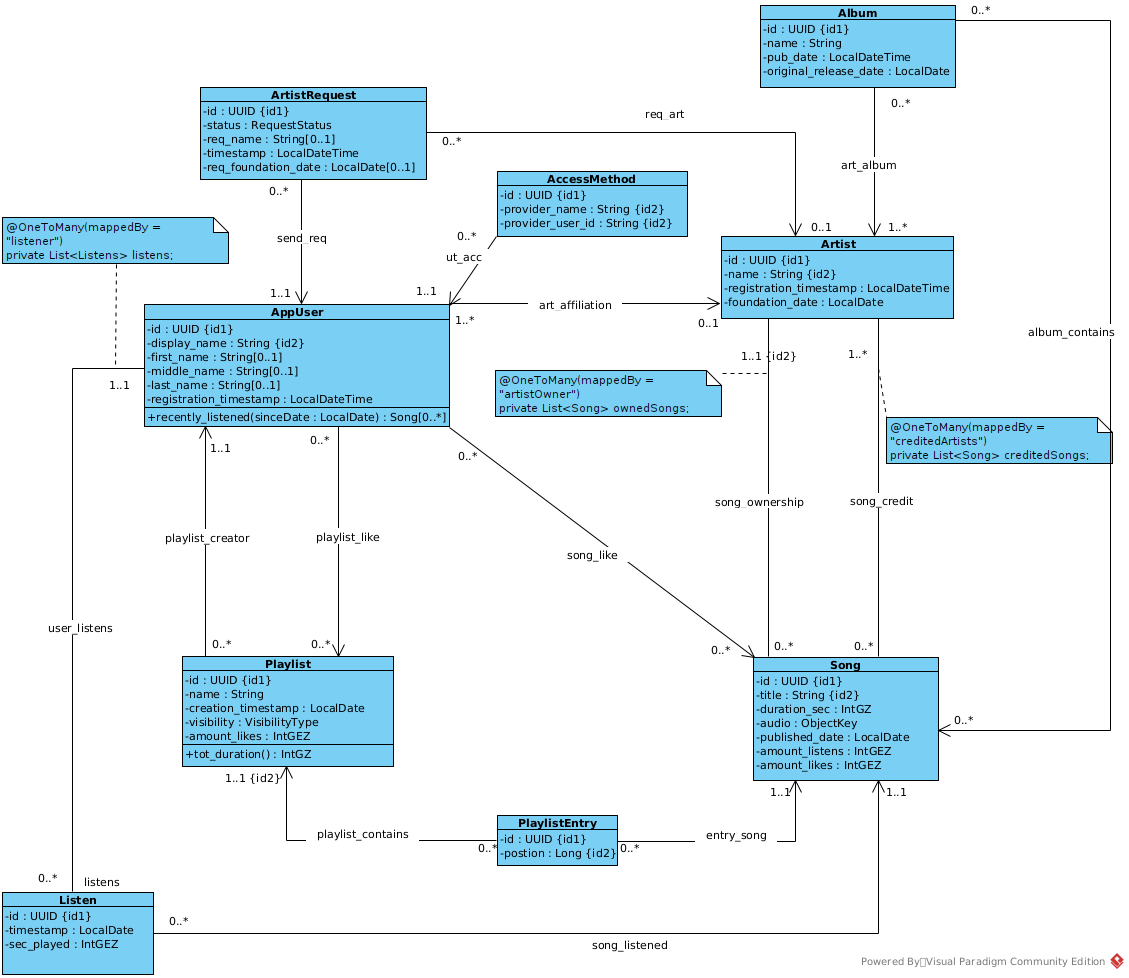 Album
-id : UUID {id1}
-name : String
-pub_date : LocalDateTime
-original_release_date : LocalDate
0..*
0..*
art_album
1..*
ArtistRequest
-id : UUID {id1}
-status : RequestStatus
-req_name : String[0..1]
-timestamp : LocalDateTime
-req_foundation_date : LocalDate[0..1]
0..*
req_art
0..1
0..*
send_req
1..1
AccessMethod
-id : UUID {id1}
-provider_name : String {id2}
-provider_user_id : String {id2}
0..*
ut_acc
1..1
@OneToMany(mappedBy =
"listener")
private List<Listens> listens;
Artist
-id : UUID {id1}
-name : String {id2}
-registration_timestamp : LocalDateTime
-foundation_date : LocalDate
art_affiliation
1..*
0..1
album_contains
AppUser
-id : UUID {id1}
-display_name : String {id2}
-first_name : String[0..1]
-middle_name : String[0..1]
-last_name : String[0..1]
-registration_timestamp : LocalDateTime
+recently_listened(sinceDate : LocalDate) : Song[0..*]
1..1
1..1 {id2}
1..*
@OneToMany(mappedBy =
"artistOwner")
private List<Song> ownedSongs;
@OneToMany(mappedBy =
"creditedArtists")
private List<Song> creditedSongs;
1..1
0..*
0..*
song_ownership
song_credit
playlist_creator
playlist_like
song_like
user_listens
0..*
0..*
0..*
0..*
0..*
Playlist
-id : UUID {id1}
-name : String
-creation_timestamp : LocalDate
-visibility : VisibilityType
-amount_likes : IntGEZ
+tot_duration() : IntGZ
Song
-id : UUID {id1}
-title : String {id2}
-duration_sec : IntGZ
-audio : ObjectKey
-published_date : LocalDate
-amount_listens : IntGEZ
-amount_likes : IntGEZ
0..*
1..1 {id2}
1..1
1..1
playlist_contains
PlaylistEntry
-id : UUID {id1}
-postion : Long {id2}
0..*
0..*
entry_song
0..*
listens
Listen
-id : UUID {id1}
-timestamp : LocalDate
-sec_played : IntGEZ
0..*
song_listened
Powered By Visual Paradigm Community Edition